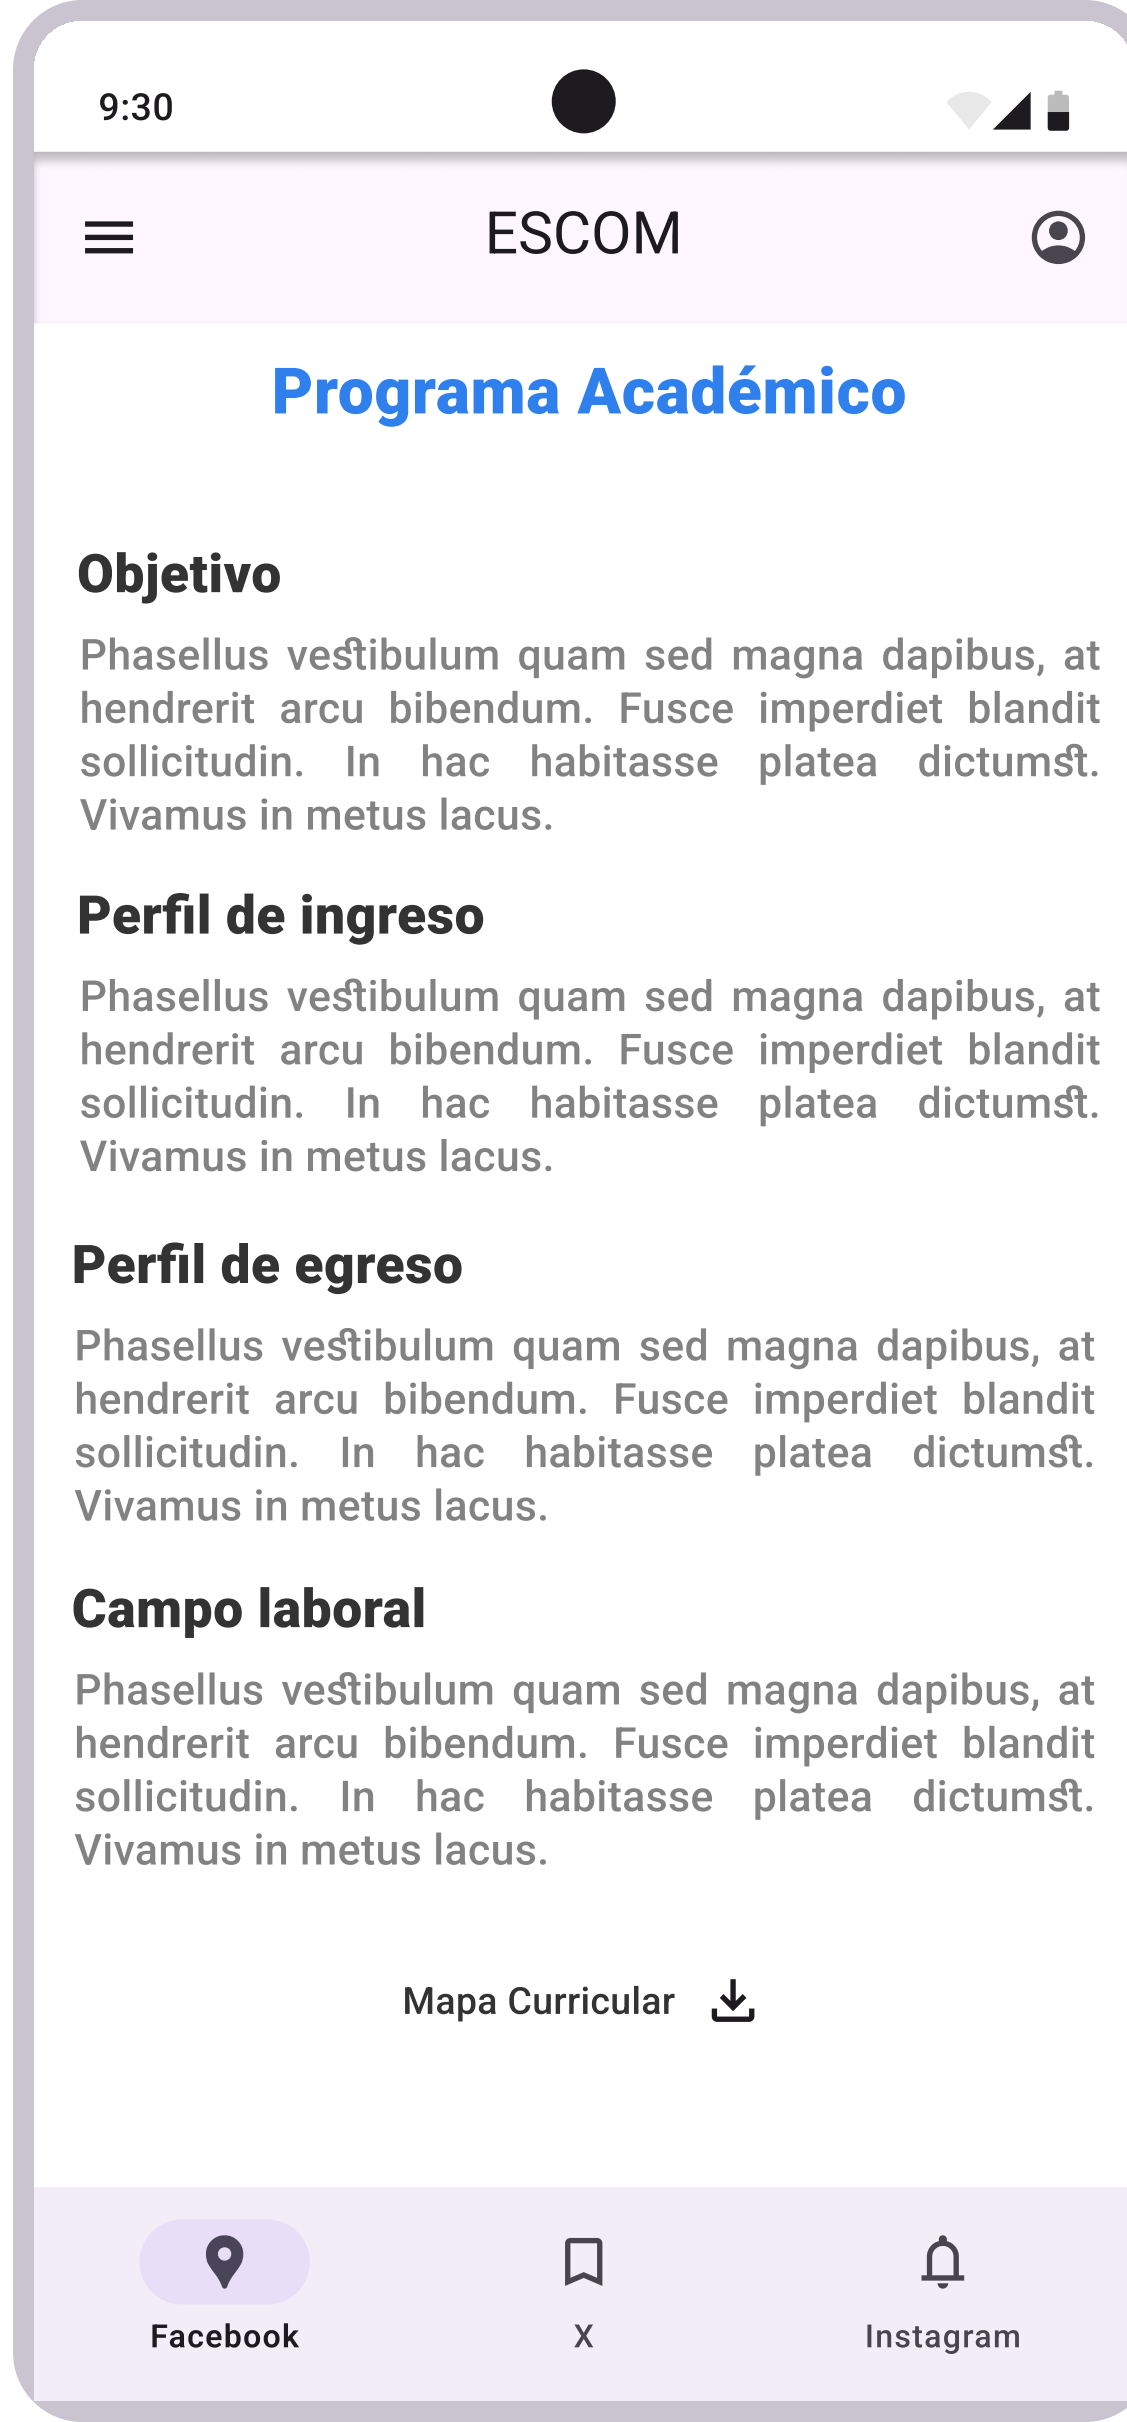 9:30
ESCOM
Programa Académico
Objetivo
Phasellus vestibulum quam sed magna dapibus, at
hendrerit arcu bibendum. Fusce imperdiet blandit
sollicitudin. In hac habitasse platea dictumst.
Vivamus in metus lacus.
Perfil de ingreso
Phasellus vestibulum quam sed magna dapibus, at
hendrerit arcu bibendum. Fusce imperdiet blandit
sollicitudin. In hac habitasse platea dictumst.
Vivamus in metus lacus.
Perfil de egreso
Phasellus vestibulum quam sed magna dapibus, at
hendrerit arcu bibendum. Fusce imperdiet blandit
sollicitudin. In hac habitasse platea dictumst.
Vivamus in metus lacus.
Campo laboral
Phasellus vestibulum quam sed magna dapibus, at
hendrerit arcu bibendum. Fusce imperdiet blandit
sollicitudin. In hac habitasse platea dictumst.
Vivamus in metus lacus.
Mapa Curricular
Facebook X Instagram